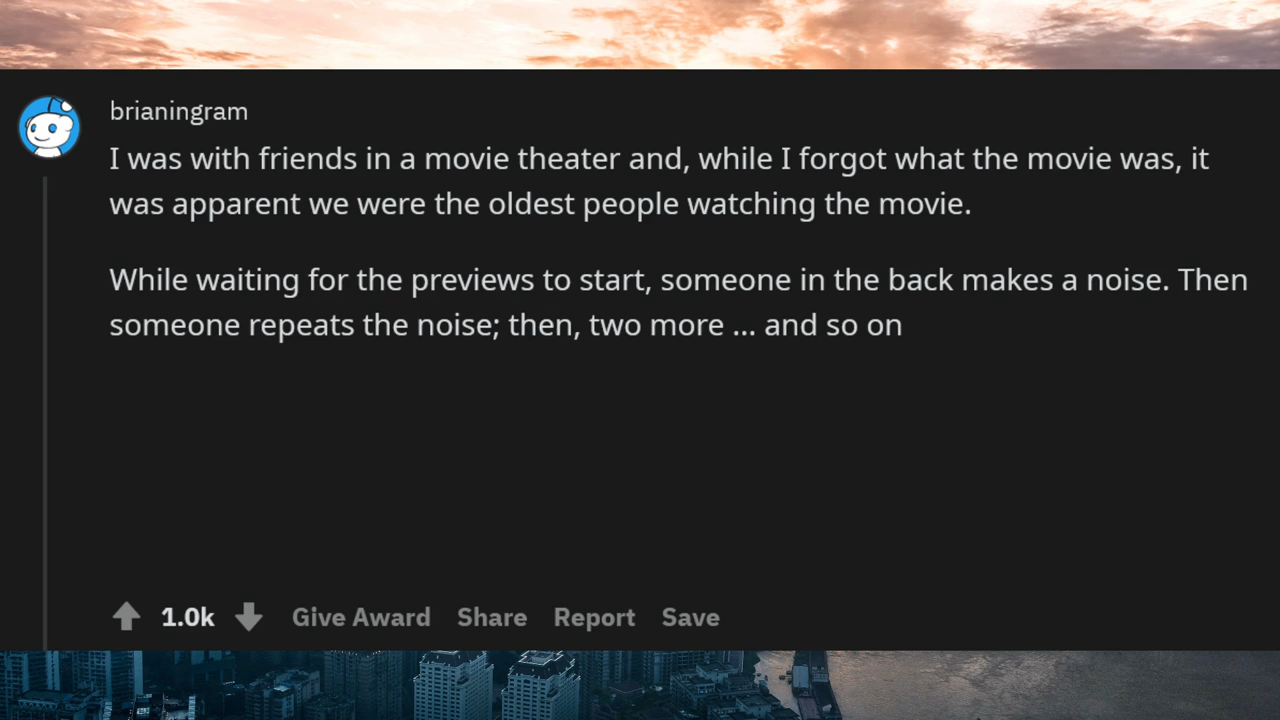 brianingram
I was with friends in a movie theater and, while I forgot what the movie was, it
was apparent we were the oldest people watching the movie.
While waiting for the previews to start, someone in the back makes a noise. Then
someone repeats the noise; then, two more ... and so on
1.0k Give Award Share Report Save